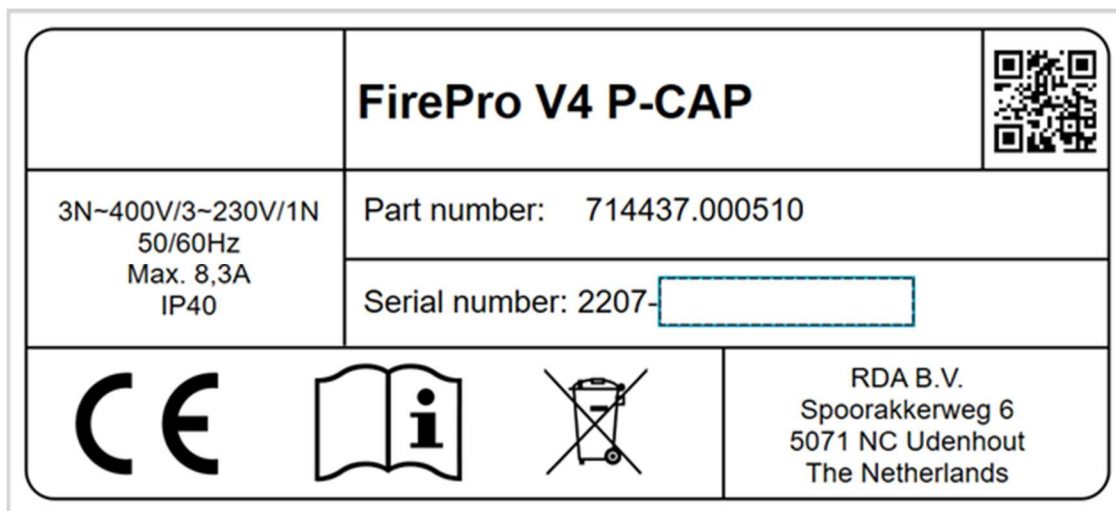 FirePro V4 P-CAP
3N~400V/3~230V/1N
50/60Hz
Max. 8,3A
IP40
Part number: 714437.000510
Serial number: 2207-
CE
i
RDA B.V.
Spoorakkerweg 6
5071 NC Udenhout
The Netherlands